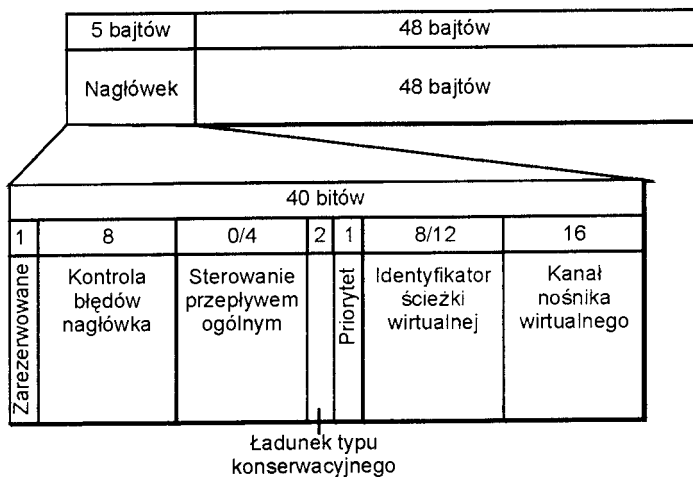 5 bajtów 48 bajtów
Nagłówek 48 bajtów
40 bitów
1 8 0/4 2 1 8/12 16
Zarezerwowane
Kontrola
błędów
nagłówka
Sterowanie
przepływem
ogólnym
Priorytet
Identyfikator
ścieżki
wirtualnej
Kanał
nośnika
wirtualnego
Ładunek typu
konserwacyjnego